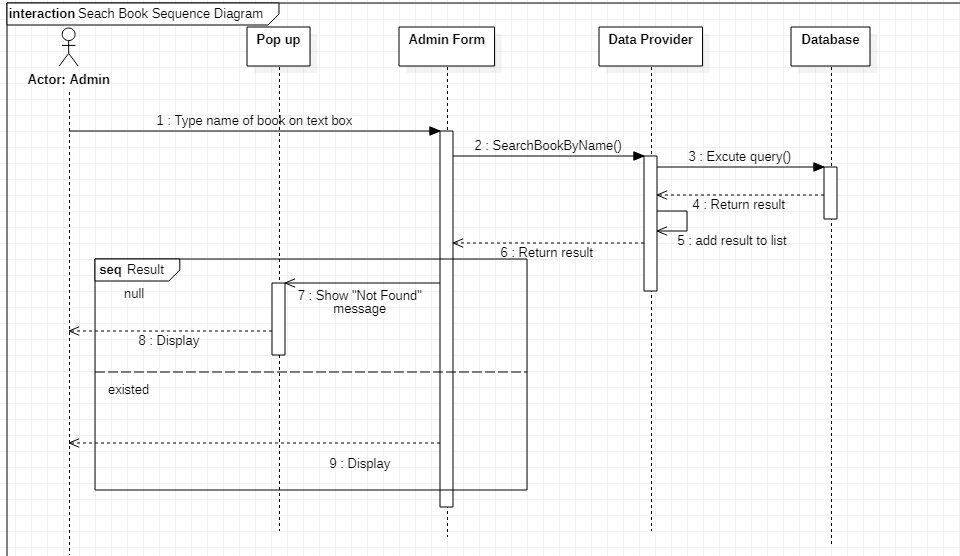 interaction Seach Book Sequence Diagram
Actor: Admin
Pop up
Admin Form
Data Provider
Database
1 : Type name of book on text box
2 : SearchBookByName()
3 : Excute query()
4 : Return result
5 : add result to list
6 : Return result
seq Result
null
7 : Show "Not Found"
message
8 : Display
existed
9 : Display